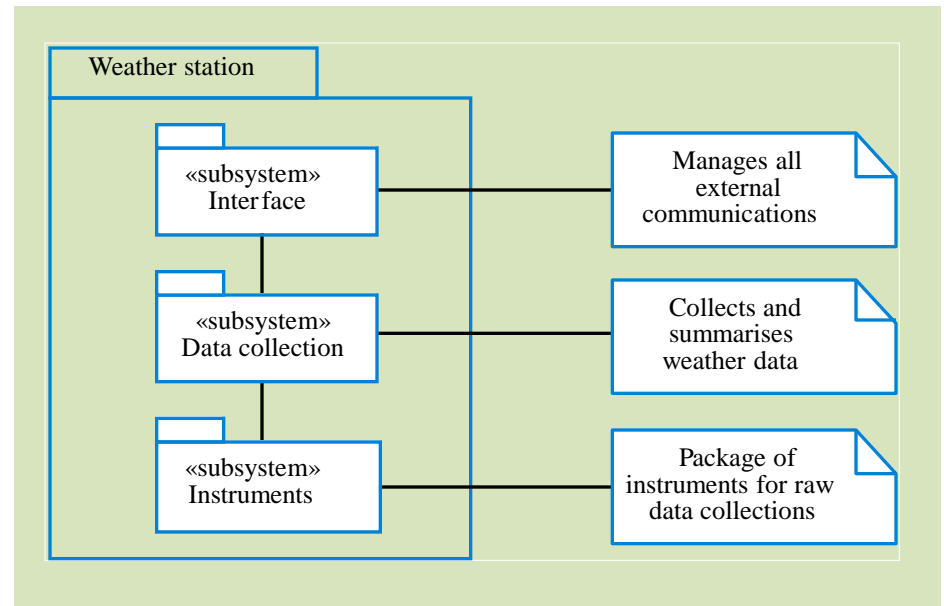 Weather station
«subsystem»
Interface
Manages all
external
communications
«subsystem»
Data collection
Collects and
summarises
weather data
«subsystem»
Instruments
Package of
instruments for raw
data collections